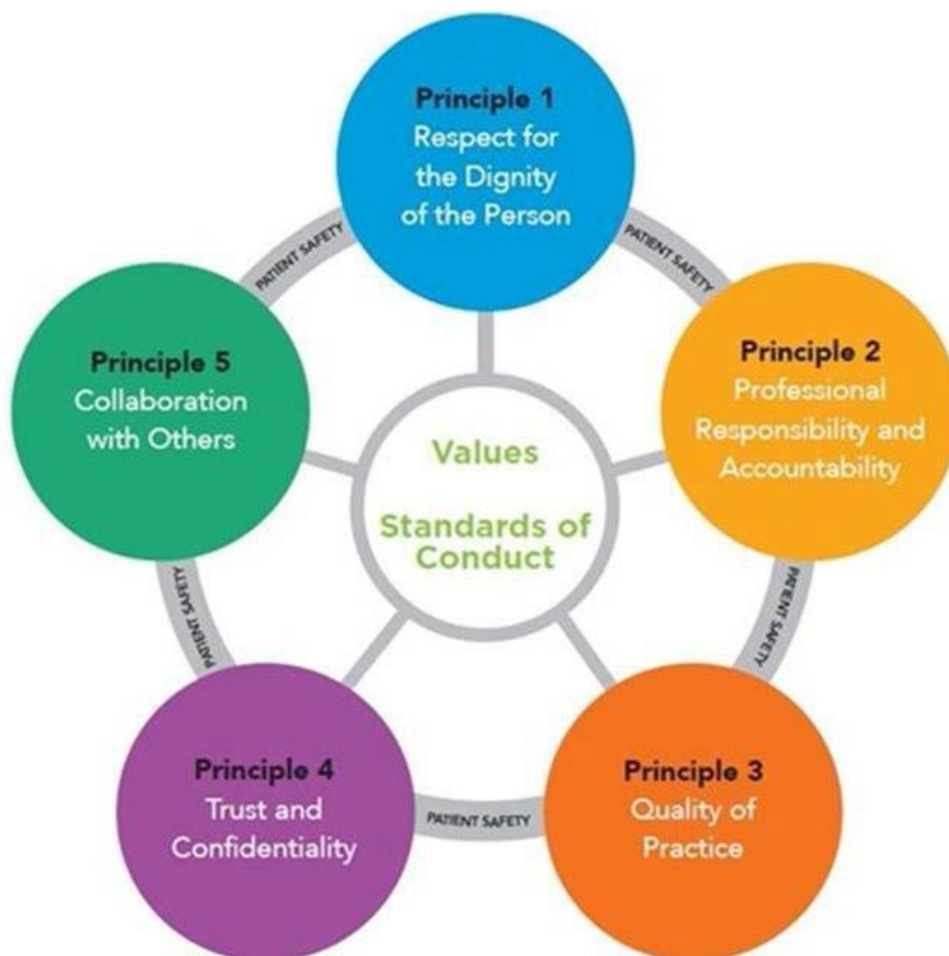 Principle 1
Respect for
the Dignity
of the Person
PATIENT SAFETY
PATIENT SAFETY
Principle 5
Collaboration
with Others
Principle 2
Professional
Responsibility and
Accountability
Values
Standards of
Conduct
PATIENT SAFETY
PATIENT SAFETY
Principle 4
Trust and
Confidentiality
PATIENT SAFETY
Principle 3
Quality of
Practice